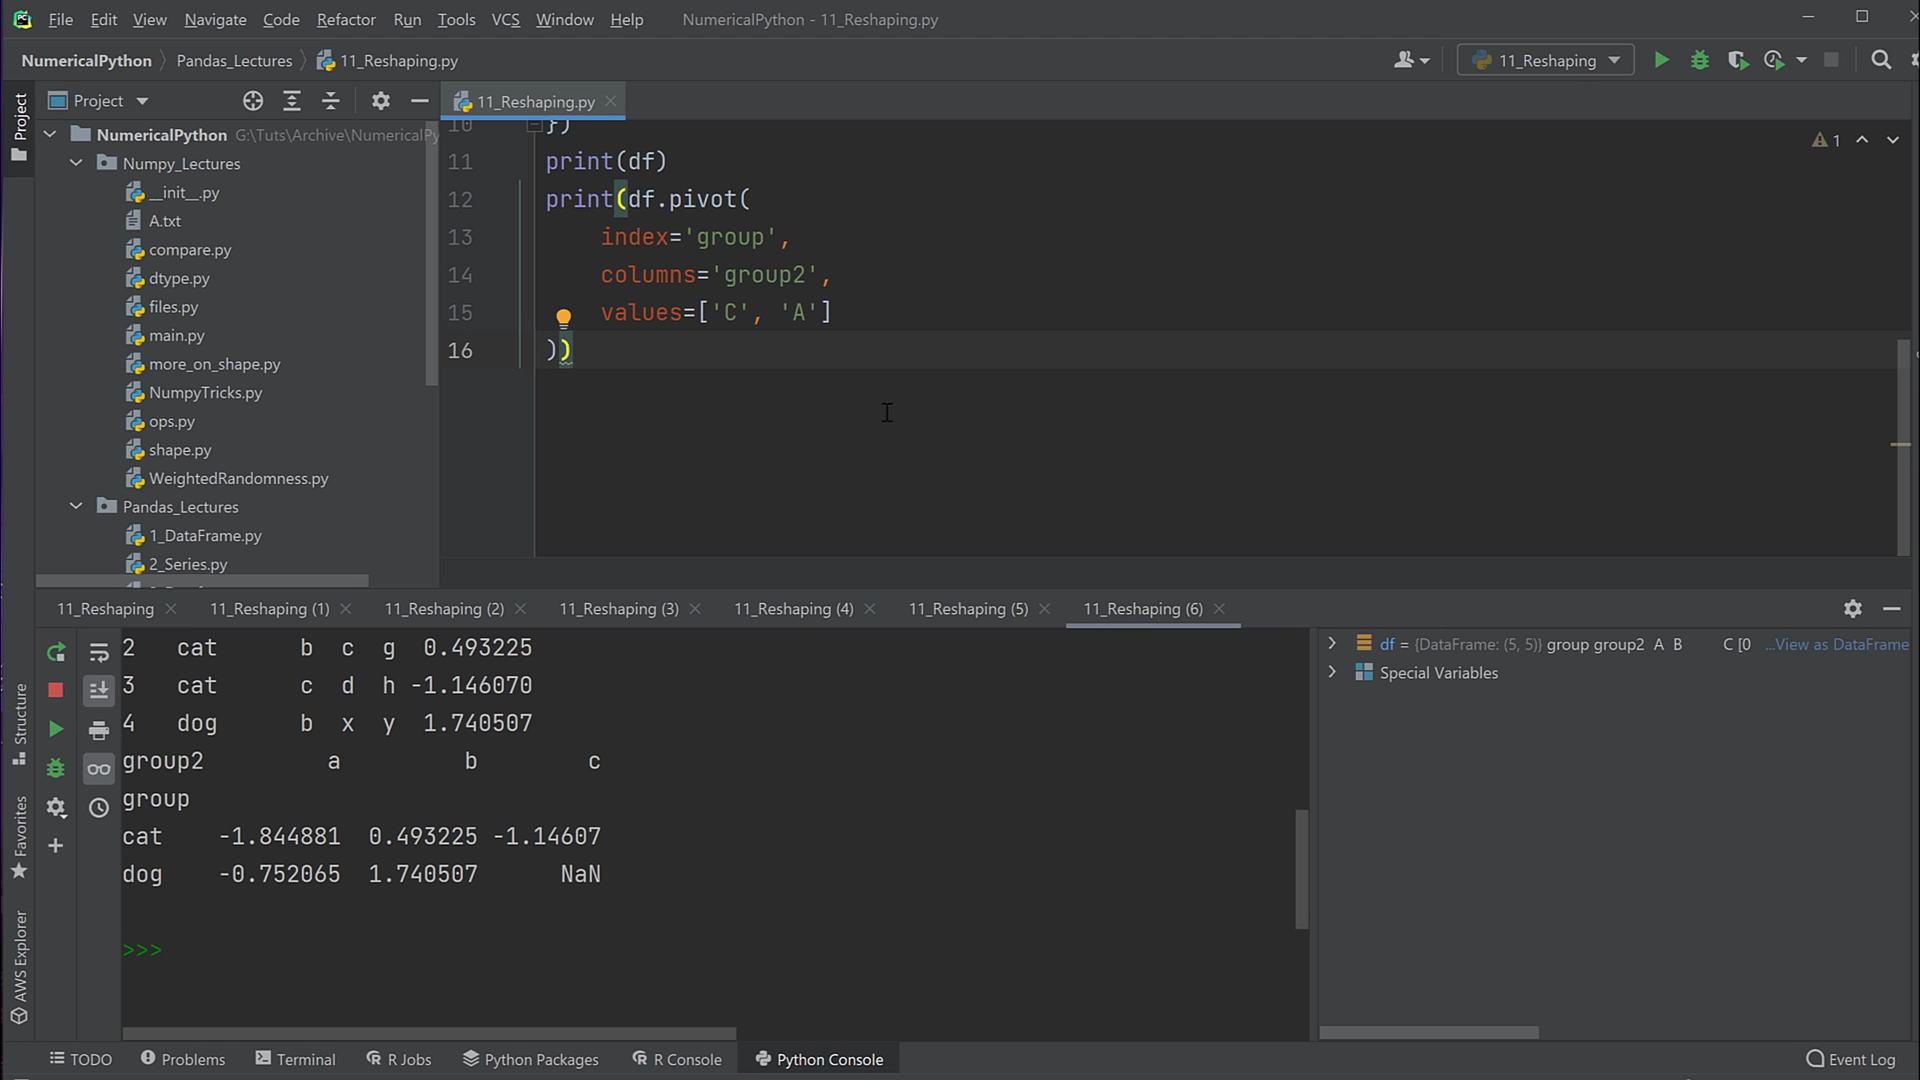 File Edit View Navigate Code Refactor Run Tools VCS Window Help NumericalPython - 11_Reshaping.py
NumericalPython Pandas_Lectures 11_Reshaping.py 11_Reshaping
Project 11_Reshaping.py
Project
NumericalPython G:\Tuts\Archive\NumericalPy
Numpy_Lectures
__init__.py
A.txt
compare.py
dtype.py
files.py
main.py
more_on_shape.py
NumpyTricks.py
ops.py
shape.py
WeightedRandomness.py
Pandas_Lectures
1_DataFrame.py
2_Series.py
10 })
11 print(df)
12 print(df.pivot(
13 index='group',
14 columns='group2',
15 values=['C', 'A']
16 ))
1
11_Reshaping 11_Reshaping (1) 11_Reshaping (2) 11_Reshaping (3) 11_Reshaping (4) 11_Reshaping (5) 11_Reshaping (6)
2 cat b c g 0.493225
3 cat c d h -1.146070
4 dog b x y 1.740507
group2 a b c
group
cat -1.844881 0.493225 -1.14607
dog -0.752065 1.740507 NaN
>>>
df = {DataFrame: (5, 5)} group group2 A B C [0 ...View as DataFrame
Special Variables
Structure
Favorites
AWS Explorer
TODO Problems Terminal R Jobs Python Packages R Console Python Console Event Log